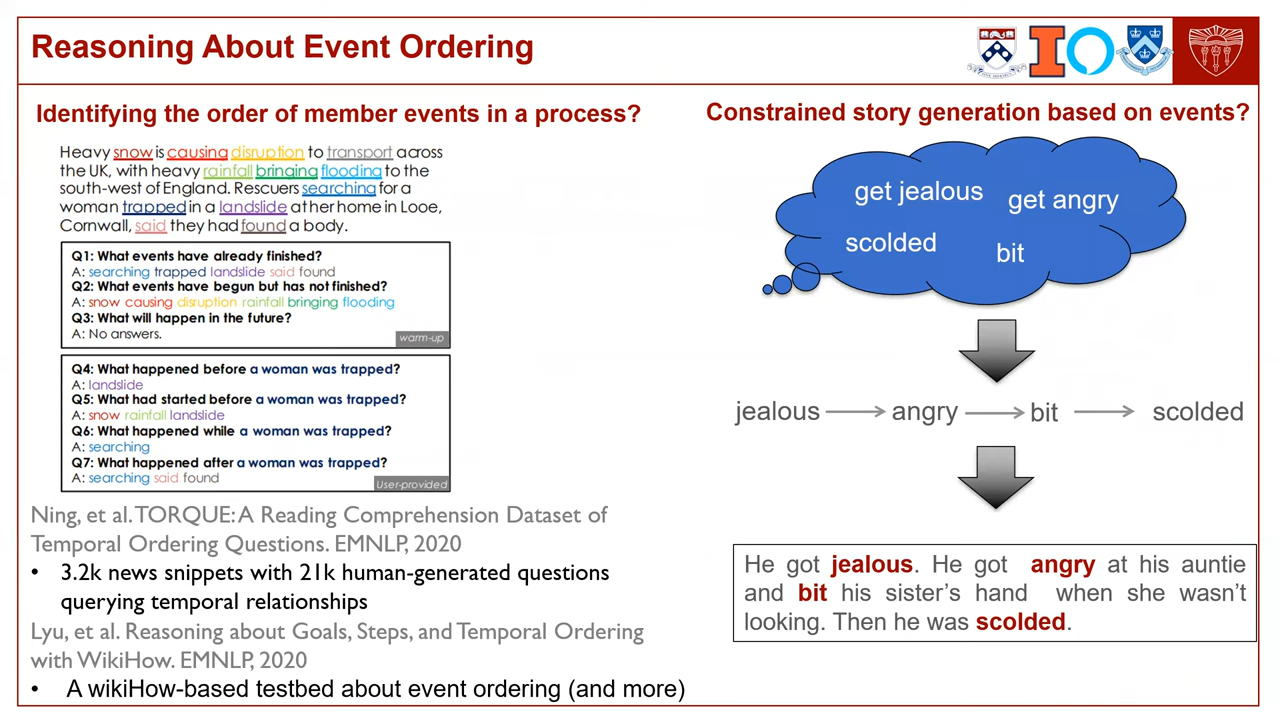 Reasoning About Event Ordering
Identifying the order of member events in a process?
Heavy snow is causing disruption to transport across
the UK, with heavy rainfall bringing flooding to the
south-west of England. Rescuers searching for a
woman trapped in a landslide at her home in Looe,
Cornwall, said they had found a body.
Q1: What events have already finished?
A: searching trapped landslide said found
Q2: What events have begun but has not finished?
A: snow causing disruption rainfall bringing flooding
Q3: What will happen in the future?
A: No answers.
warm-up
Q4: What happened before a woman was trapped?
A: landslide
Q5: What had started before a woman was trapped?
A: snow rainfall landslide
Q6: What happened while a woman was trapped?
A: searching
Q7: What happened after a woman was trapped?
A: searching said found
User-provided
Ning, et al. TORQUE: A Reading Comprehension Dataset of
Temporal Ordering Questions. EMNLP, 2020
• 3.2k news snippets with 21k human-generated questions
querying temporal relationships
Lyu, et al. Reasoning about Goals, Steps, and Temporal Ordering
with WikiHow. EMNLP, 2020
• A wikiHow-based testbed about event ordering (and more)
Constrained story generation based on events?
get jealous
get angry
scolded
bit
jealous angry bit scolded
He got jealous. He got angry at his auntie
and bit his sister's hand when she wasn't
looking. Then he was scolded.